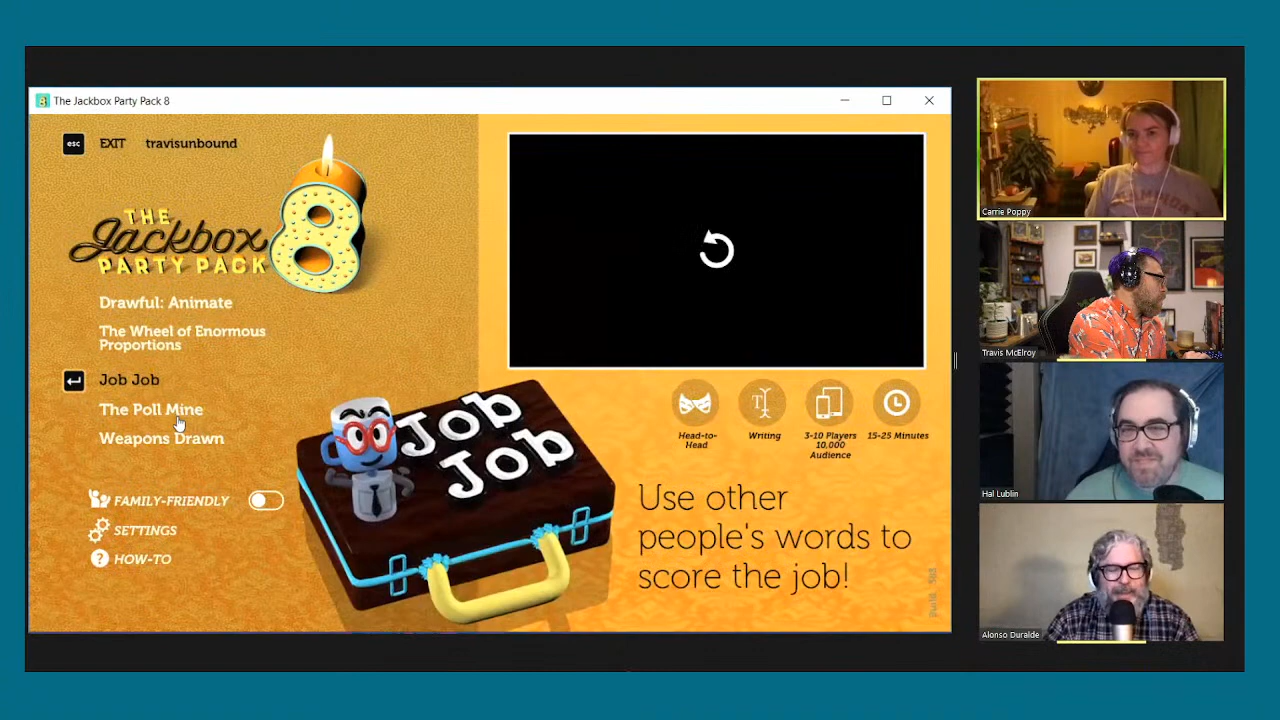 The Jackbox Party Pack 8
esc EXIT travisunbound
THE
Jackbox
PARTY PACK
8
Drawful: Animate
The Wheel of Enormous
Proportions
Job Job
The Poll Mine
Weapons Drawn
FAMILY-FRIENDLY
SETTINGS
? HOW-TO
Job
Job
Head-to-
Head
Writing
3-10 Players
10,000
Audience
15-25 Minutes
Use other
people's words to
score the job!
Carrie Poppy
Travis McElroy
Hal Lublin
Alonso Duralde